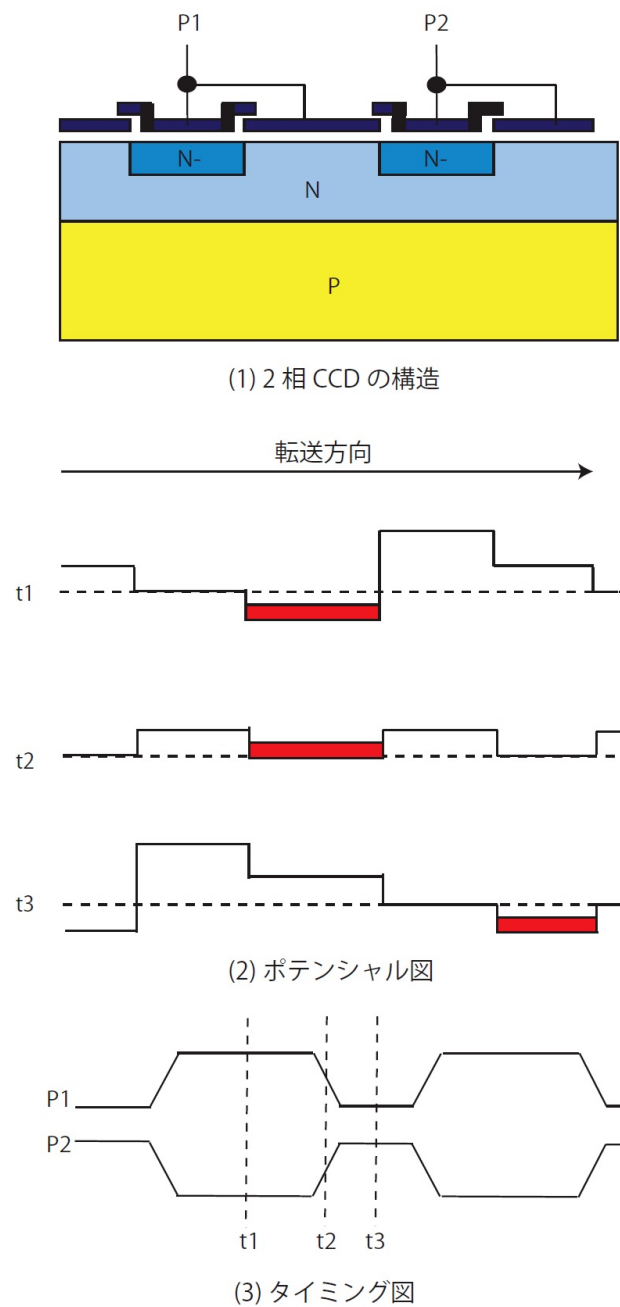 P1 P2
N- N-
N
P
(1) 2 相 CCD の構造
転送方向
t1
t2
t3
(2) ポテンシャル図
P1
P2
t1 t2 t3
(3) タイミング図